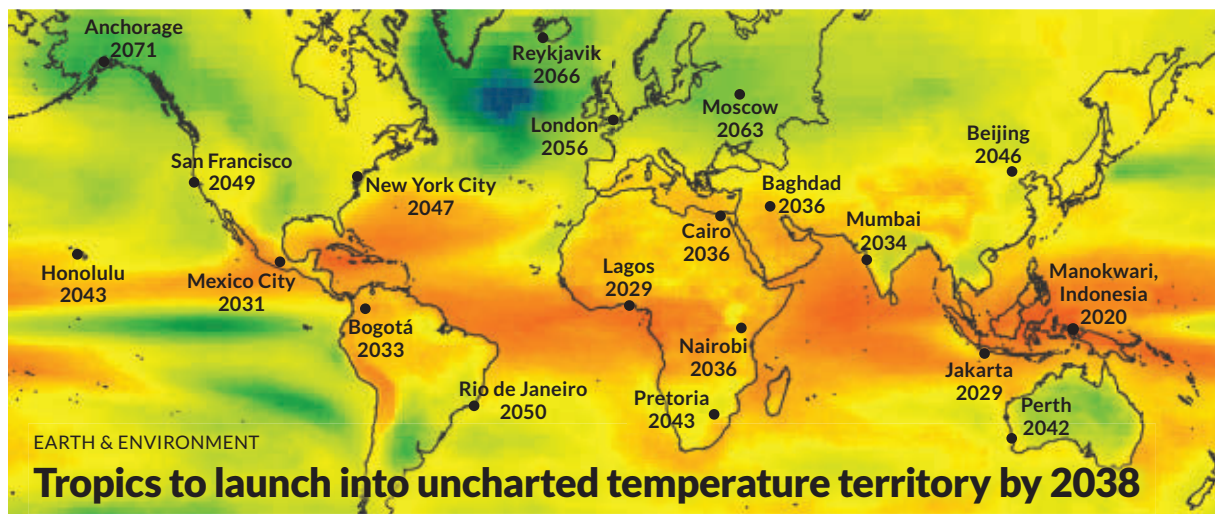 Anchorage
2071
Reykjavik
2066
London
2056
Moscow
2063
Beijing
2046
San Francisco
2049
New York City
2047
Baghdad
2036
Cairo
2036
Mumbai
2034
Honolulu
2043
Mexico City
2031
Lagos
2029
Manokwari,
Indonesia
2020
Bogotá
2033
Nairobi
2036
Jakarta
2029
Rio de Janeiro
2050
Pretoria
2043
Perth
2042
EARTH & ENVIRONMENT
Tropics to launch into uncharted temperature territory by 2038